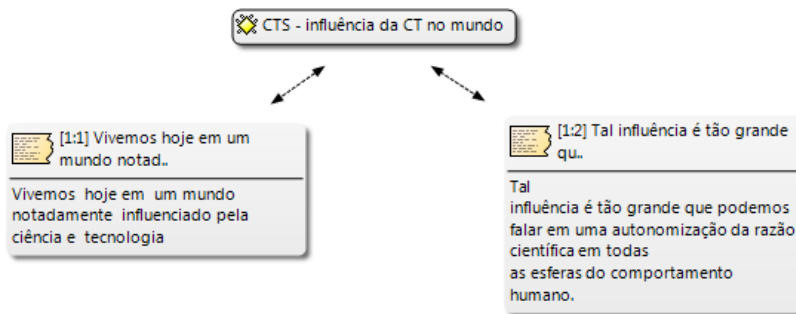 CTS - influência da CT no mundo
[1:1] Vivemos hoje em um
mundo notad..
Vivemos hoje em um mundo
notadamente influenciado pela
ciência e tecnologia
[1:2] Tal influência é tão grande
qu..
Tal
influência é tão grande que podemos
falar em uma autonomização da razão
científica em todas
as esferas do comportamento
humano.